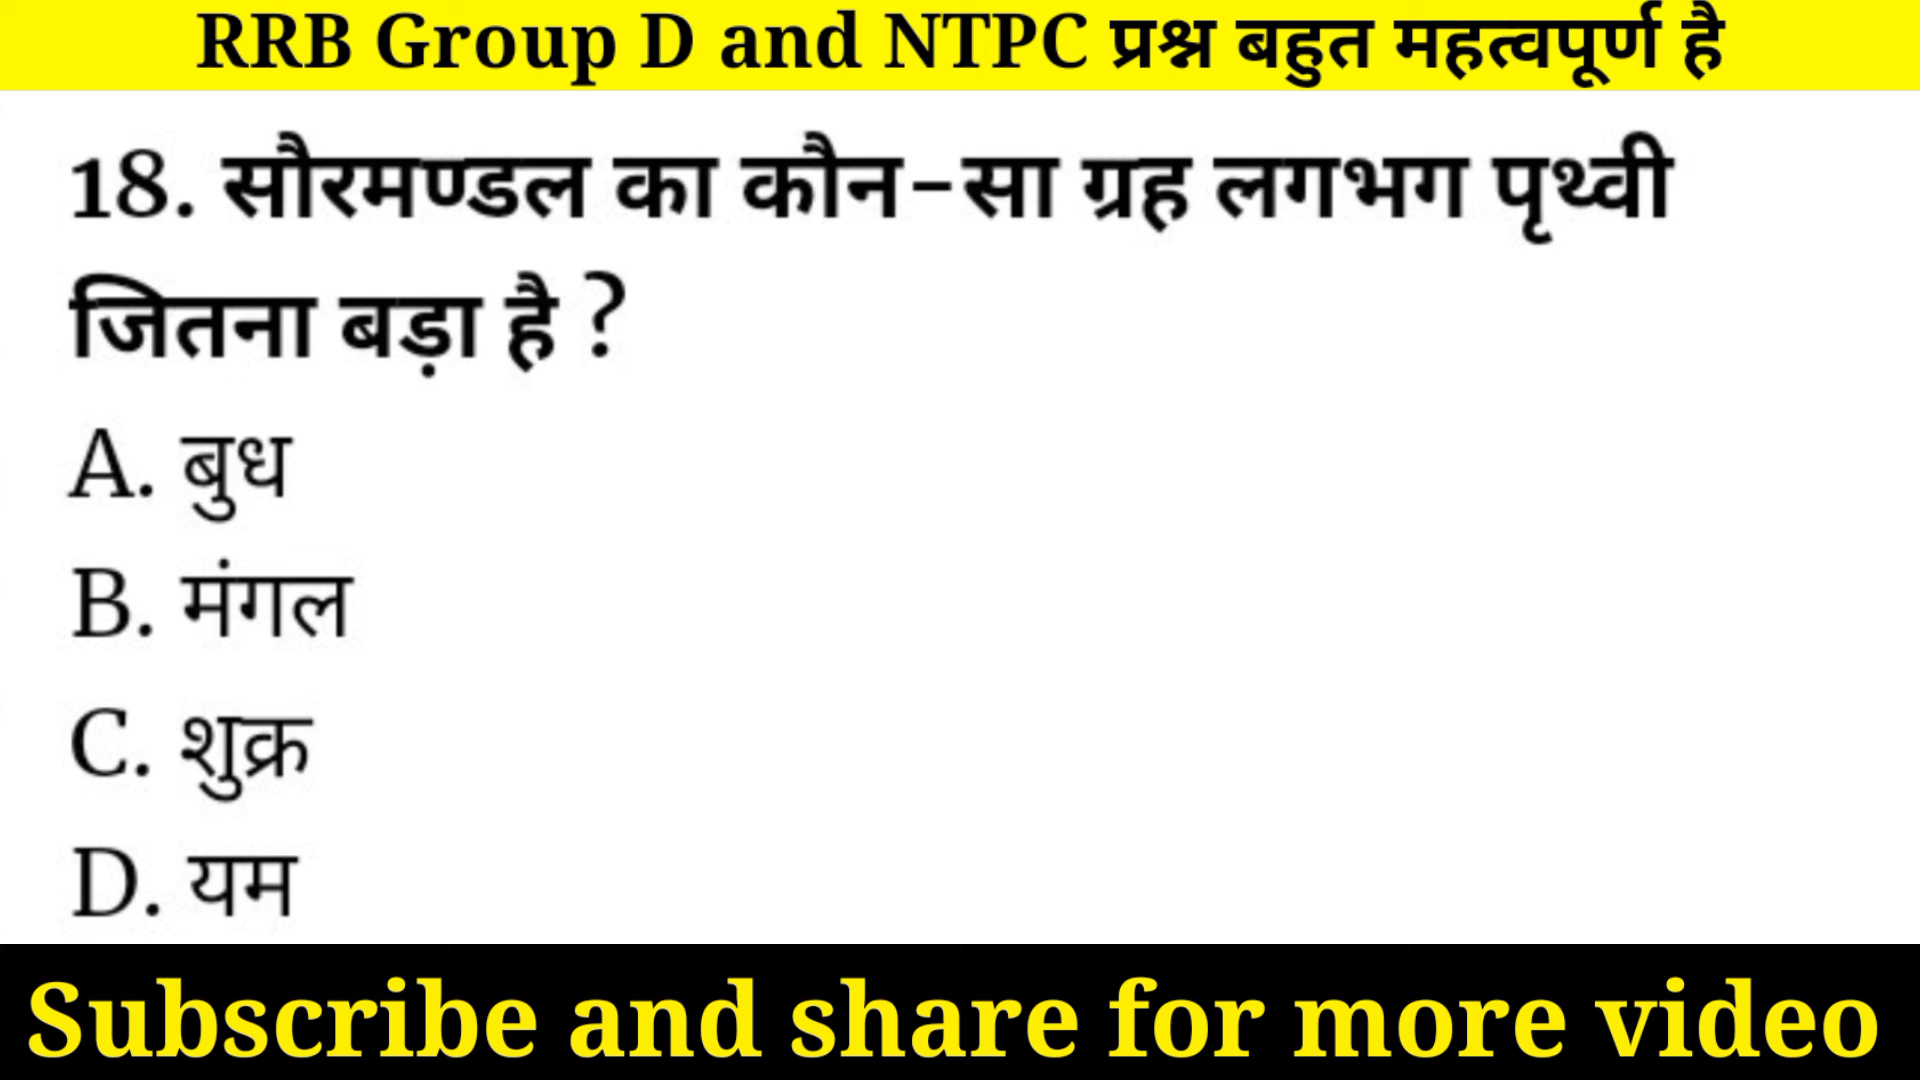 RRB Group D and NTPC प्रश्न बहुत महत्वपूर्ण है
18. सौरमण्डल का कौन-सा ग्रह लगभग पृथ्वी
जितना बड़ा है ?
A. बुध
B. मंगल
C. शुक्र
D. यम
Subscribe and share for more video